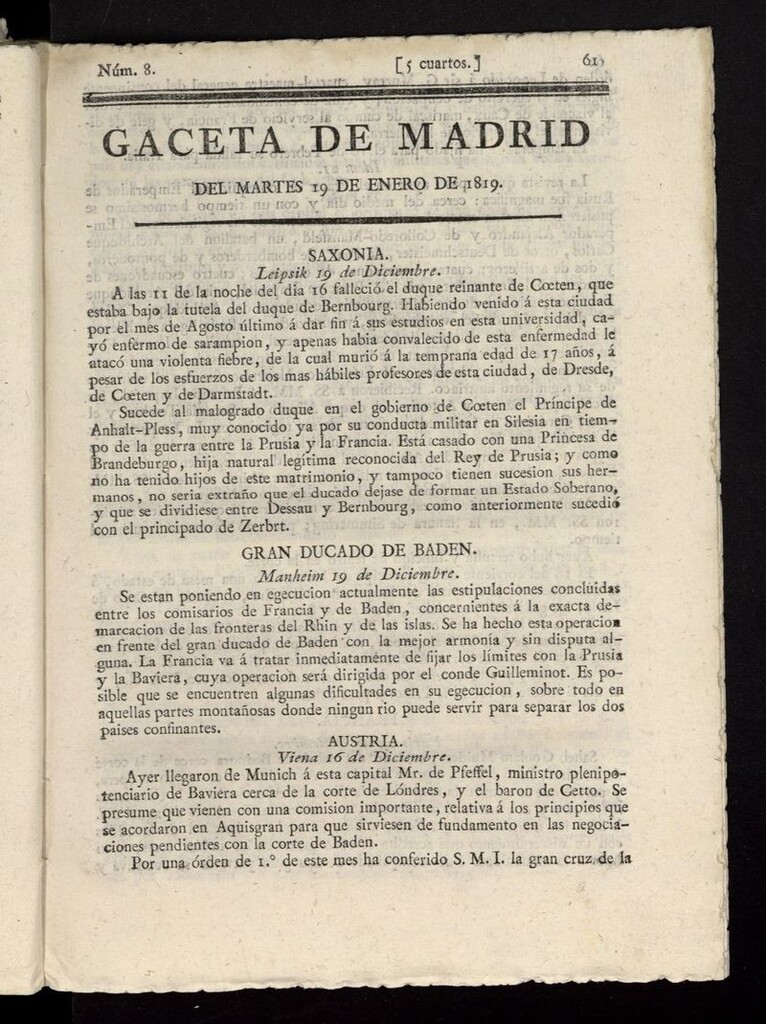 Núm. 8.
[5 cuartos.]
61
GACETA DE MADRID
DEL MARTES 19 DE ENERO DE 1819.
SAXONIA.
Leipsik 19 de Diciembre.
A las 11 de la noche del dia 16 falleció el duque reinante de Cœten, que
estaba bajo la tutela del duque de Bernbourg. Habiendo venido á esta ciudad
por el mes de Agosto último á dar fin á sus estudios en esta universidad, ca-
yó enfermo de sarampion, y apenas habia convalecido de esta enfermedad le
atacó una violenta fiebre, de la cual murió á la temprana edad de 17 años, á
pesar de los esfuerzos de los mas hábiles profesores de esta ciudad, de Dresde,
de Cœten y de Darmstadt.
Sucede al malogrado duque en el gobierno de Cœten el Príncipe de
Anhalt-Pless, muy conocido ya por su conducta militar en Silesia en tiem-
po de la guerra entre la Prusia y la Francia. Está casado con una Princesa de
Brandeburgo, hija natural legítima reconocida del Rey de Prusia; y como
no ha tenido hijos de este matrimonio, y tampoco tienen sucesion sus her-
manos, no seria extraño que el ducado dejase de formar un Estado Soberano,
y que se dividiese entre Dessau y Bernbourg, como anteriormente sucedió
con el principado de Zerbrt.
GRAN DUCADO DE BADEN.
Manheim 19 de Diciembre.
Se estan poniendo en egecucion actualmente las estipulaciones concluidas
entre los comisarios de Francia y de Baden, concernientes á la exacta de-
marcacion de las fronteras del Rhin y de las islas. Se ha hecho esta operacion
en frente del gran ducado de Baden con la mejor armonía y sin disputa al-
guna. La Francia va á tratar inmediatamente de fijar los límites con la Prusia
y la Baviera, cuya operacion será dirigida por el conde Guilleminot. Es po-
sible que se encuentren algunas dificultades en su egecucion, sobre todo en
aquellas partes montañosas donde ningun rio puede servir para separar los dos
paises confinantes.
AUSTRIA.
Viena 16 de Diciembre.
Ayer llegaron de Munich á esta capital Mr. de Pfeffel, ministro plenipo-
tenciario de Baviera cerca de la corte de Lóndres, y el baron de Cetto. Se
presume que vienen con una comision importante, relativa á los principios que
se acordaron en Aquisgran para que sirviesen de fundamento en las negocia-
ciones pendientes con la corte de Baden.
Por una órden de 1.º de este mes ha conferido S. M. I. la gran cruz de la